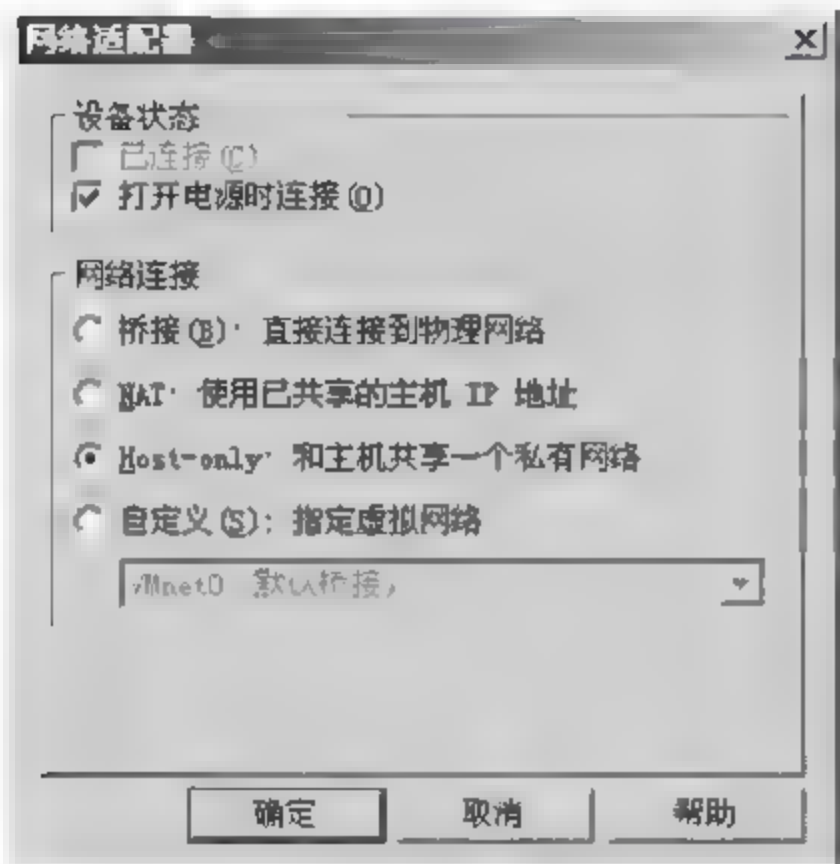 网络适配器
设备状态
已连接(C)
打开电源时连接(O)
网络连接
桥接(B): 直接连接到物理网络
NAT: 使用已共享的主机 IP 地址
Host-only: 和主机共享一个私有网络
自定义(S): 指定虚拟网络
VMnet0 默认桥接)
确定
取消
帮助